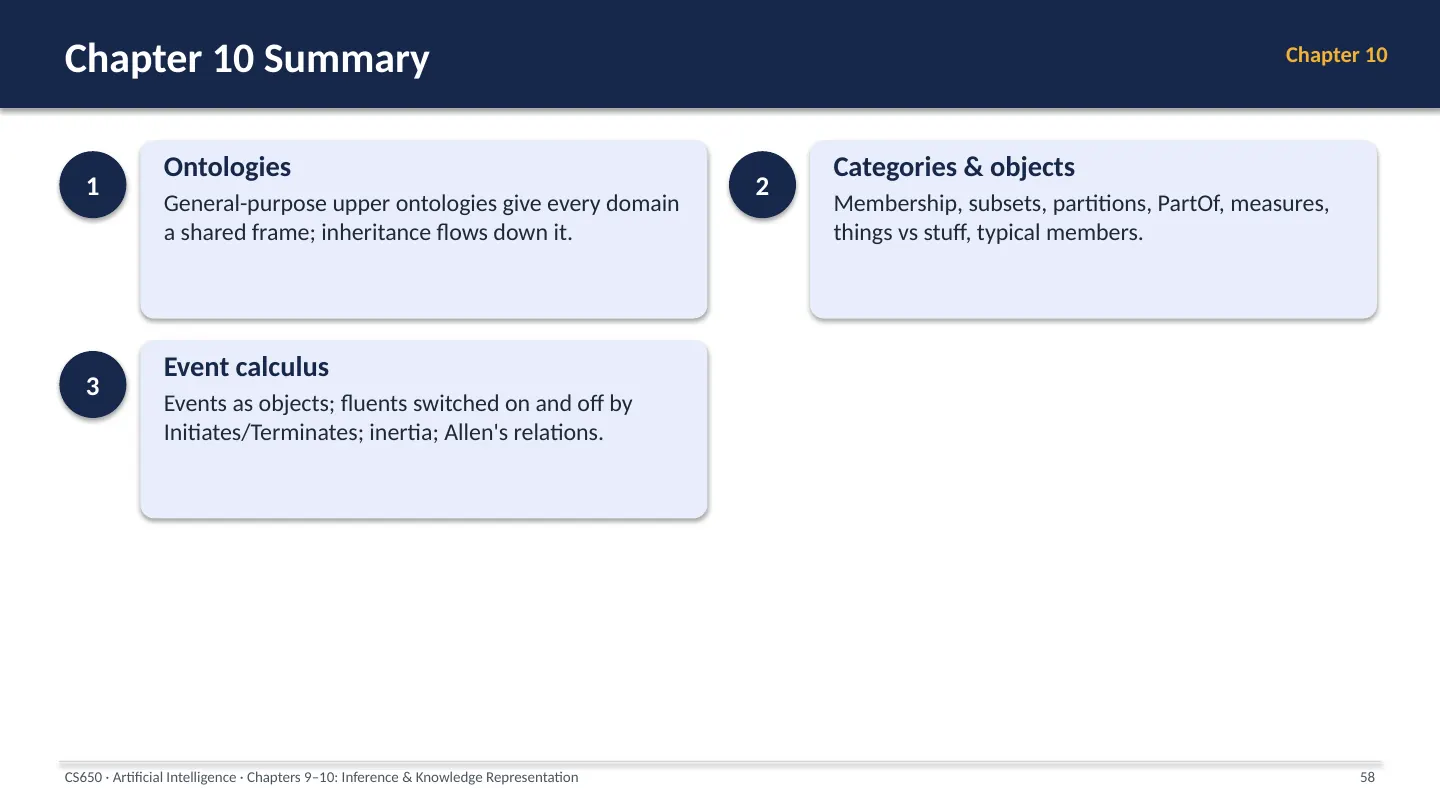 Chapter 10 Summary
Chapter 10
1
Ontologies
General-purpose upper ontologies give every domain
a shared frame; inheritance flows down it.
2
Categories & objects
Membership, subsets, partitions, PartOf, measures,
things vs stuff, typical members.
3
Event calculus
Events as objects; fluents switched on and off by
Initiates/Terminates; inertia; Allen's relations.
CS650 · Artificial Intelligence · Chapters 9–10: Inference & Knowledge Representation
58